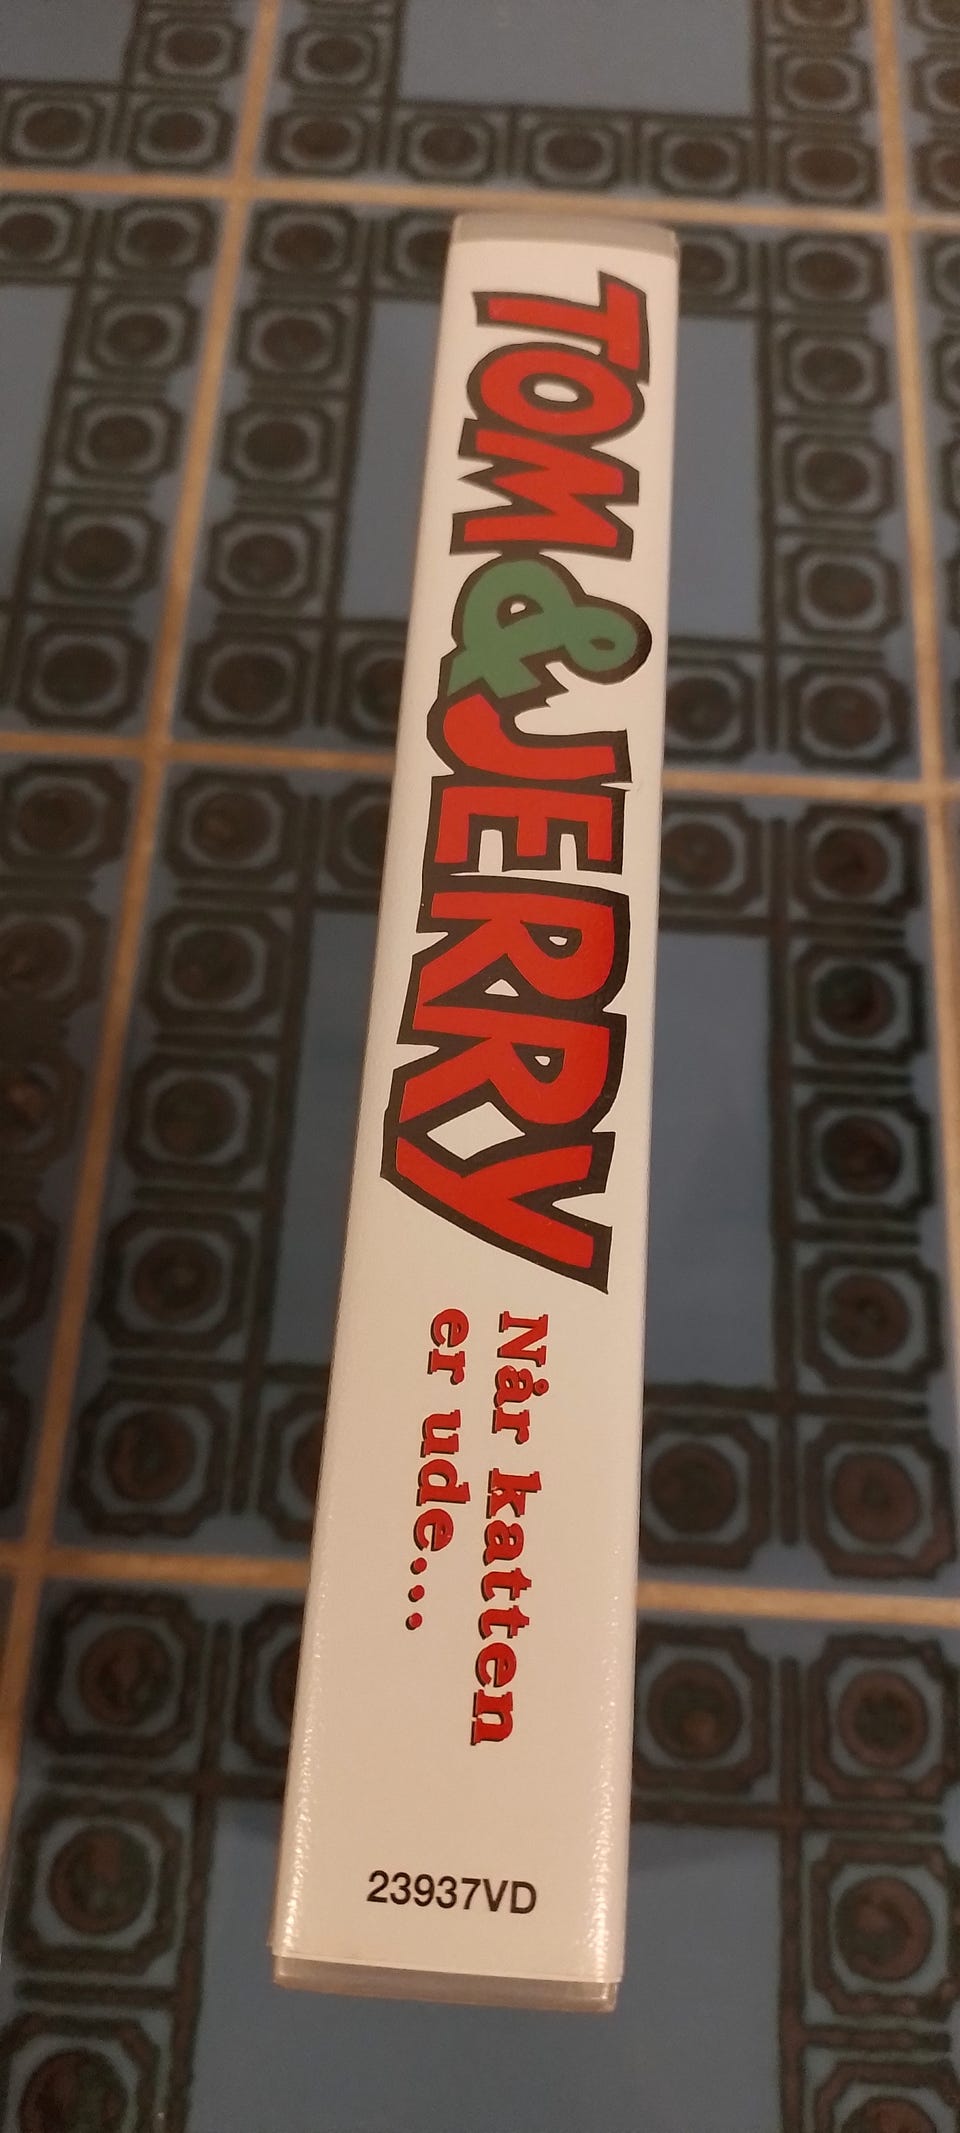 TOM & JERRY
Når katten
er ude...
23937VD